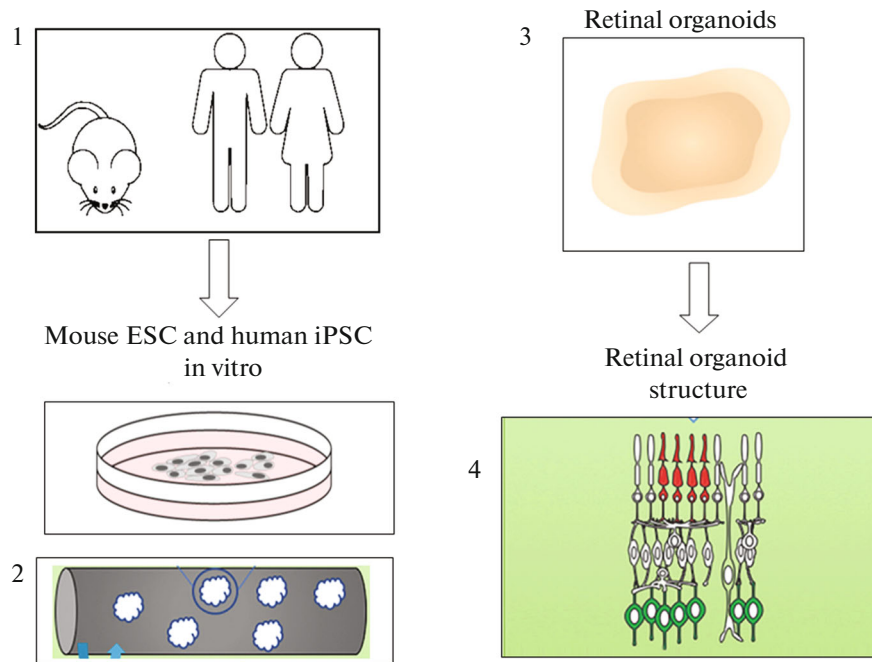 1
Mouse ESC and human iPSC
in vitro
2
3
Retinal organoids
Retinal organoid
structure
4